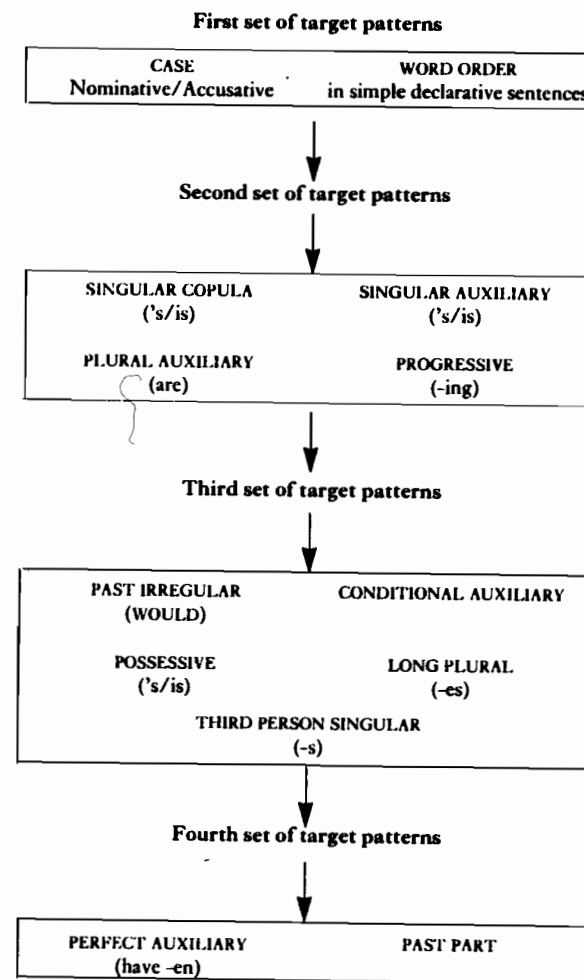 First set of target patterns
CASE WORD ORDER
Nominative/Accusative in simple declarative sentences
Second set of target patterns
SINGULAR COPULA SINGULAR AUXILIARY
('s/is) ('s/is)
PLURAL AUXILIARY PROGRESSIVE
(are) (-ing)
Third set of target patterns
PAST IRREGULAR CONDITIONAL AUXILIARY
(WOULD)
POSSESSIVE LONG PLURAL
('s/is) (-es)
THIRD PERSON SINGULAR
(-s)
Fourth set of target patterns
PERFECT AUXILIARY PAST PART
(have -en)